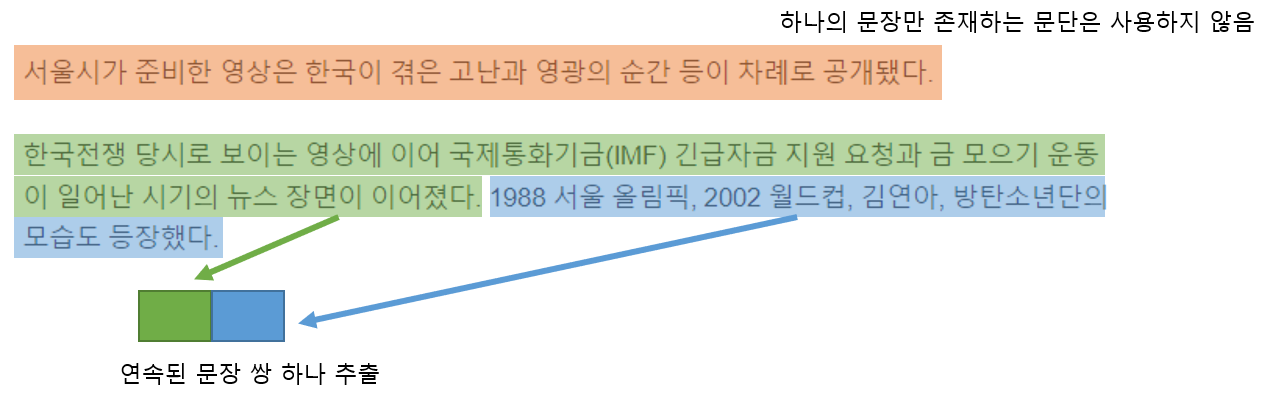 하나의 문장만 존재하는 문단은 사용하지 않음
서울시가 준비한 영상은 한국이 겪은 고난과 영광의 순간 등이 차례로 공개됐다.
한국전쟁 당시로 보이는 영상에 이어 국제통화기금(IMF) 긴급자금 지원 요청과 금 모으기 운동
이 일어난 시기의 뉴스 장면이 이어졌다. 1988 서울 올림픽, 2002 월드컵, 김연아, 방탄소년단의
모습도 등장했다.
연속된 문장 쌍 하나 추출